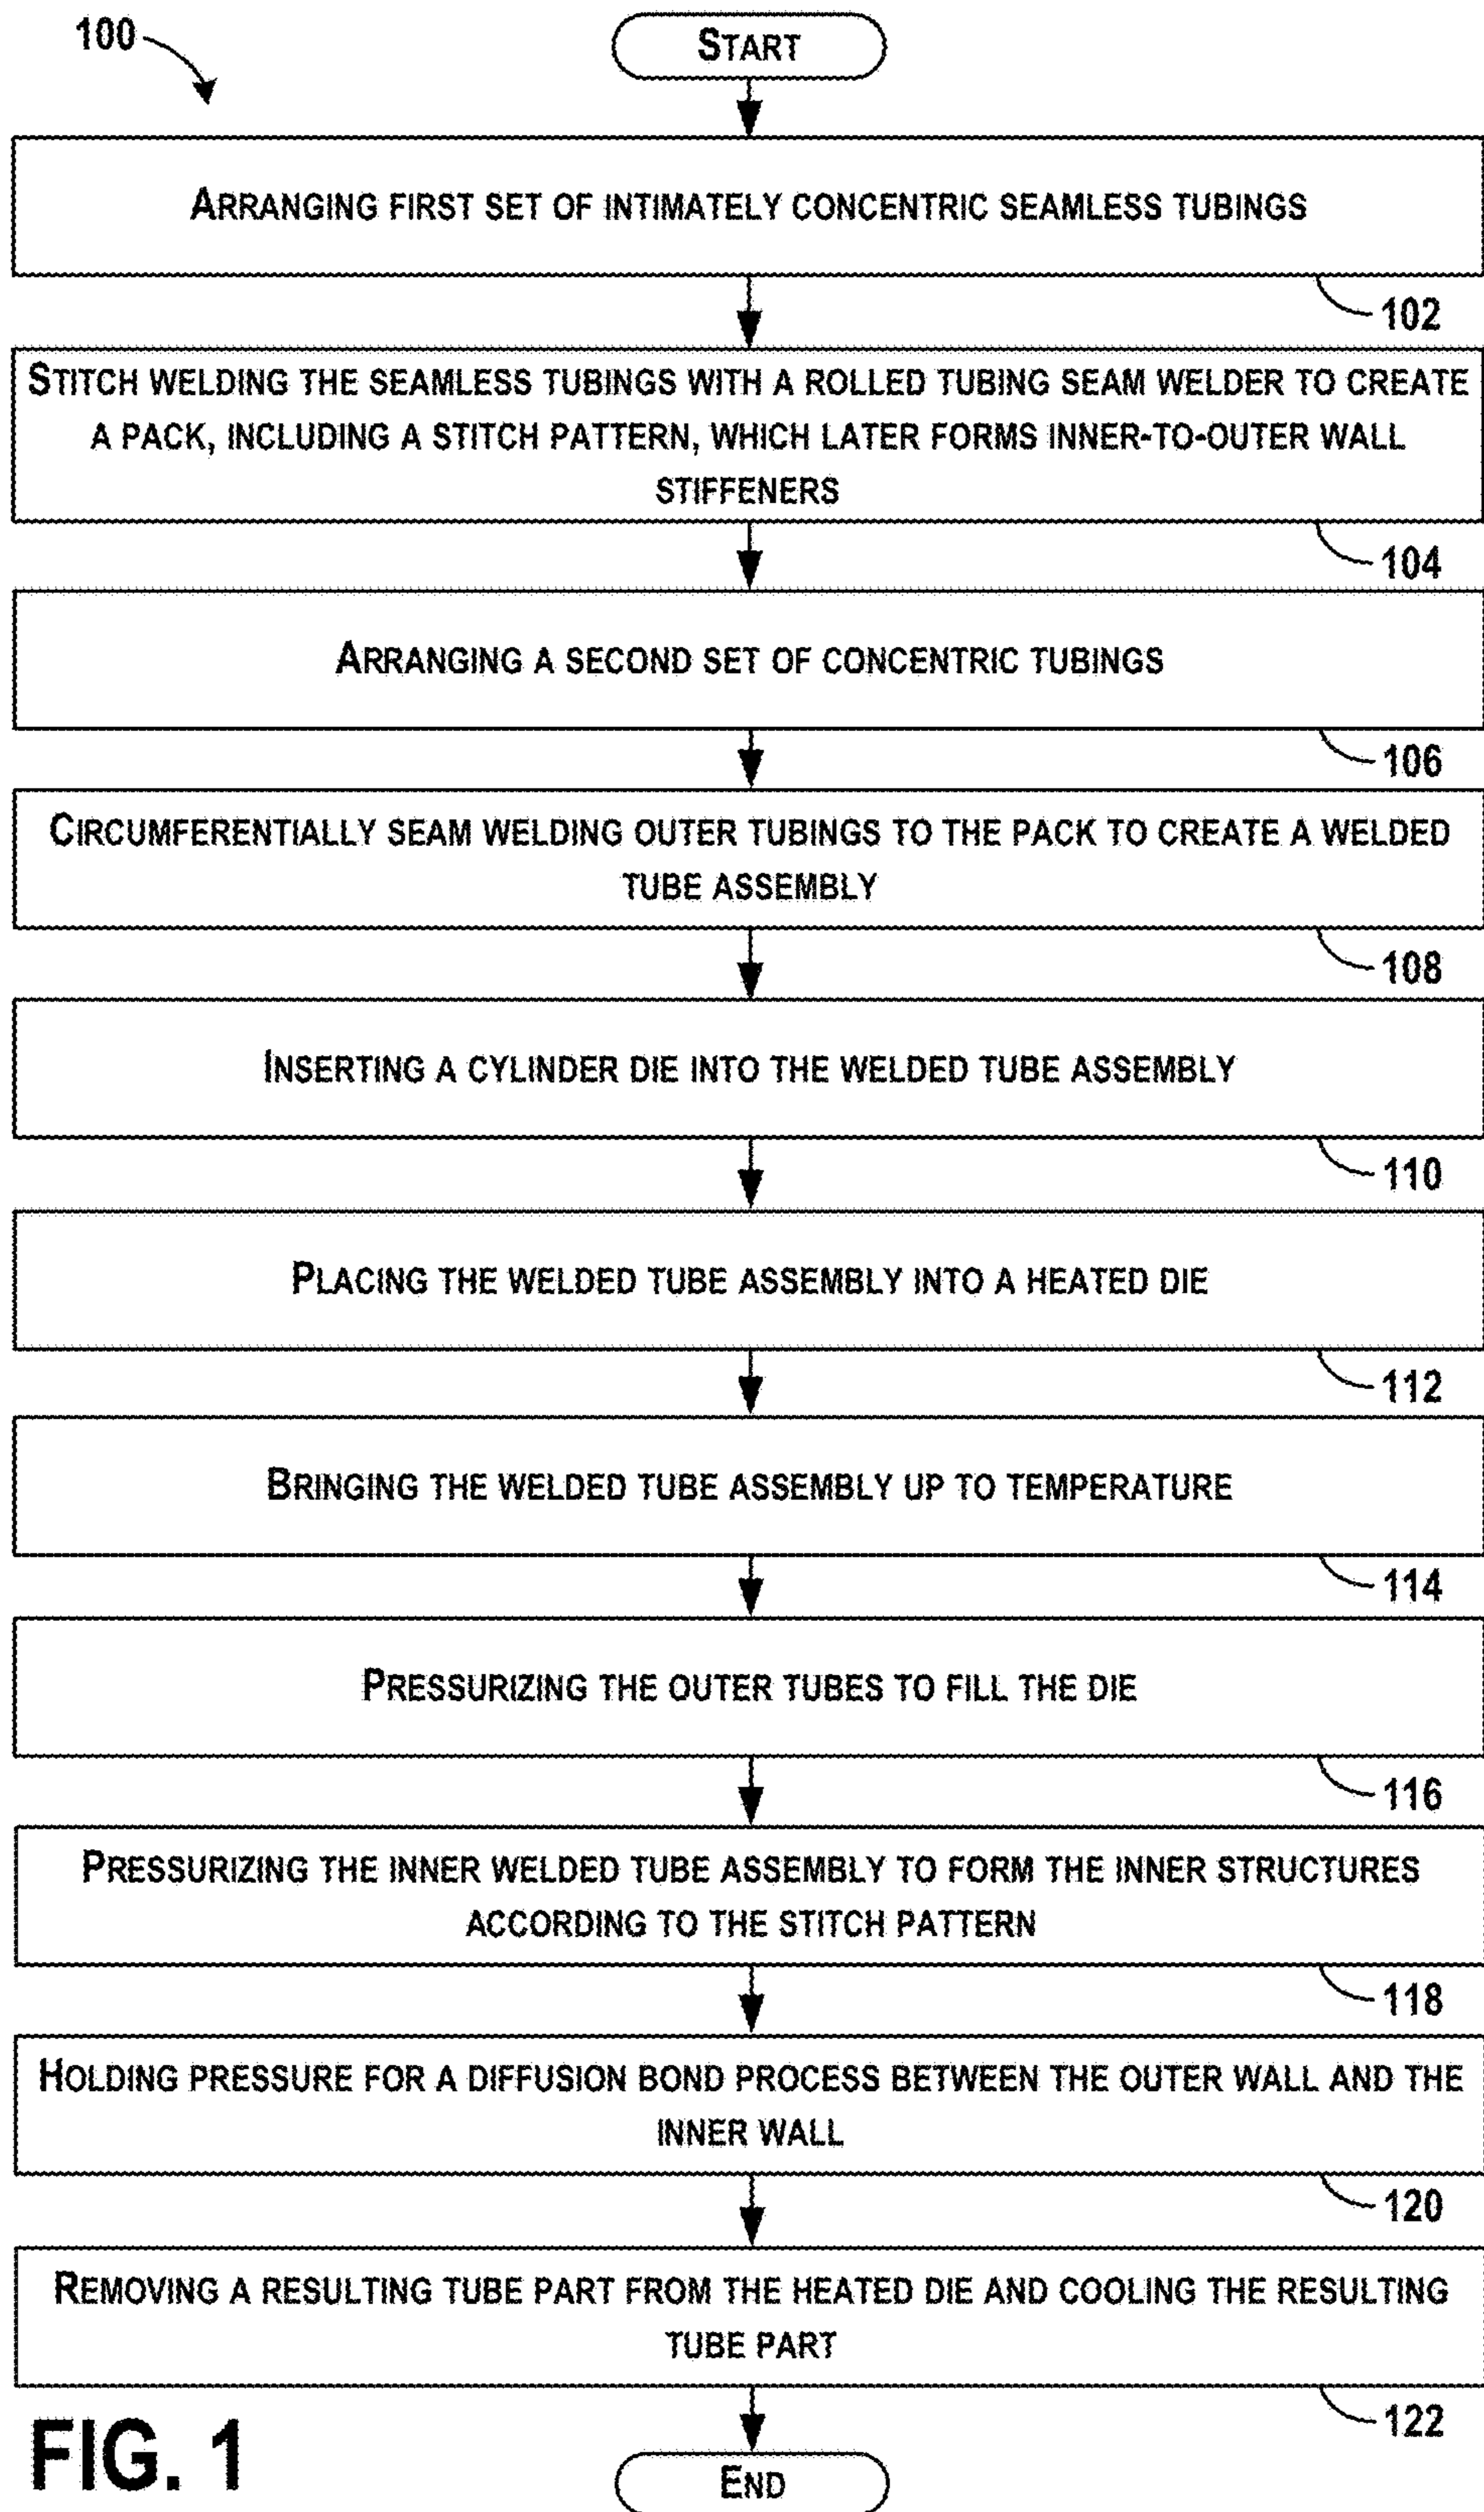 100
START
ARRANGING FIRST SET OF INTIMATELY CONCENTRIC SEAMLESS TUBINGS
102
STITCH WELDING THE SEAMLESS TUBINGS WITH A ROLLED TUBING SEAM WELDER TO CREATE
A PACK, INCLUDING A STITCH PATTERN, WHICH LATER FORMS INNER-TO-OUTER WALL
STIFFENERS
104
ARRANGING A SECOND SET OF CONCENTRIC TUBINGS
106
CIRCUMFERENTIALLY SEAM WELDING OUTER TUBINGS TO THE PACK TO CREATE A WELDED
TUBE ASSEMBLY
108
INSERTING A CYLINDER DIE INTO THE WELDED TUBE ASSEMBLY
110
PLACING THE WELDED TUBE ASSEMBLY INTO A HEATED DIE
112
BRINGING THE WELDED TUBE ASSEMBLY UP TO TEMPERATURE
114
PRESSURIZING THE OUTER TUBES TO FILL THE DIE
116
PRESSURIZING THE INNER WELDED TUBE ASSEMBLY TO FORM THE INNER STRUCTURES
ACCORDING TO THE STITCH PATTERN
118
HOLDING PRESSURE FOR A DIFFUSION BOND PROCESS BETWEEN THE OUTER WALL AND THE
INNER WALL
120
REMOVING A RESULTING TUBE PART FROM THE HEATED DIE AND COOLING THE RESULTING
TUBE PART
122
FIG. 1
END